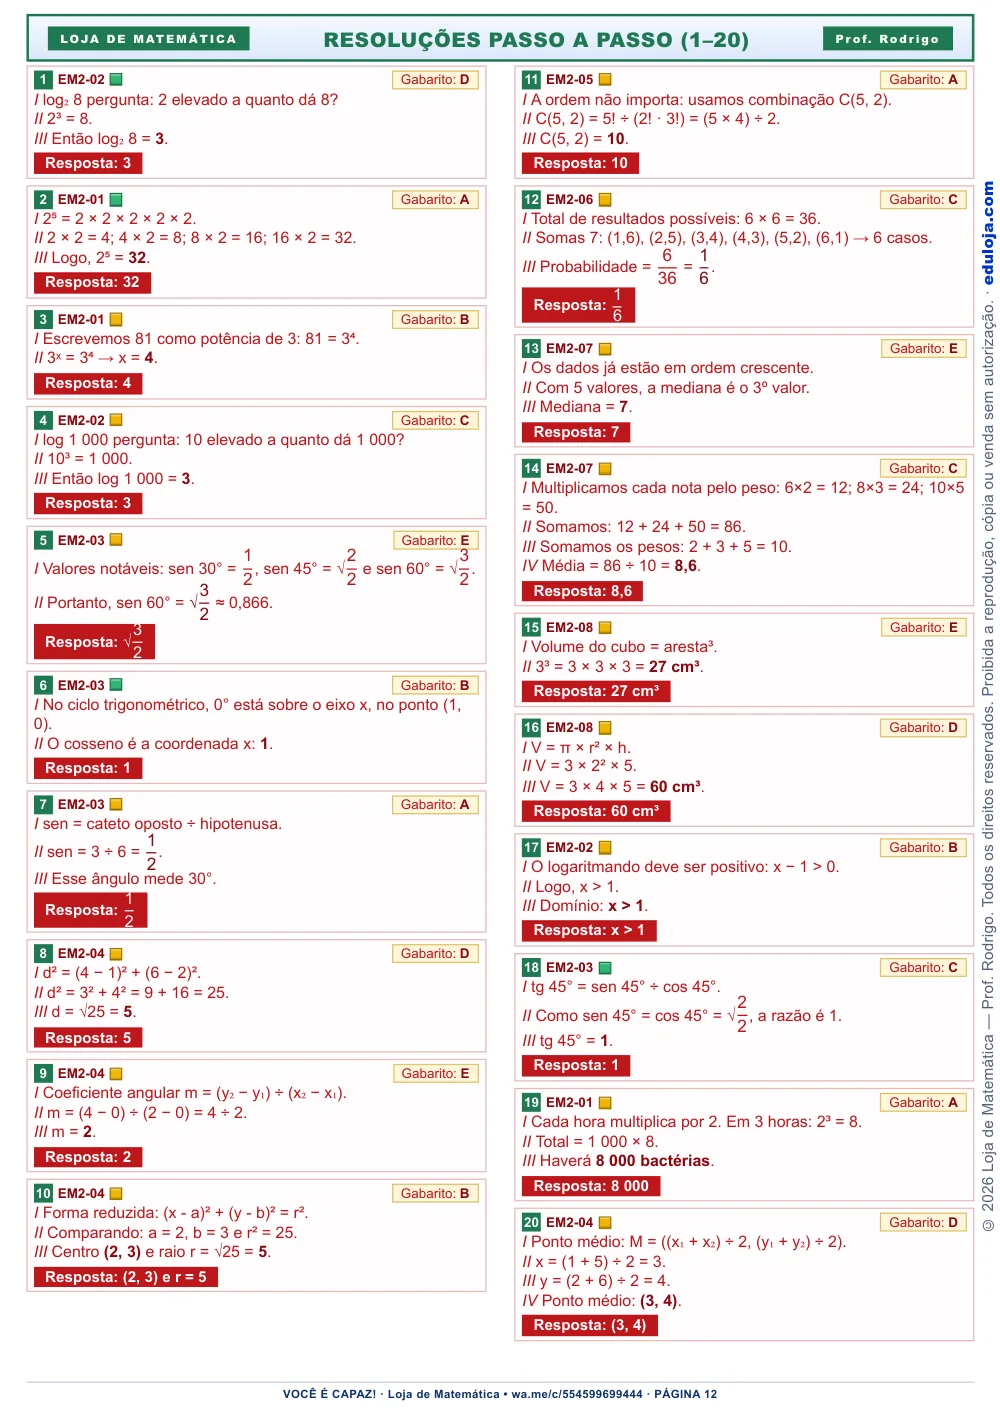 LOJA DE MATEMÁTICA
RESOLUÇÕES PASSO A PASSO (1–20)
Prof. Rodrigo
1 EM2-02 Gabarito: D
I log₂ 8 pergunta: 2 elevado a quanto dá 8?
II 2³ = 8.
III Então log₂ 8 = 3.
Resposta: 3
2 EM2-01 Gabarito: A
I 2⁵ = 2 × 2 × 2 × 2 × 2.
II 2 × 2 = 4; 4 × 2 = 8; 8 × 2 = 16; 16 × 2 = 32.
III Logo, 2⁵ = 32.
Resposta: 32
3 EM2-01 Gabarito: B
I Escrevemos 81 como potência de 3: 81 = 3⁴.
II 3ˣ = 3⁴ → x = 4.
Resposta: 4
4 EM2-02 Gabarito: C
I log 1 000 pergunta: 10 elevado a quanto dá 1 000?
II 10³ = 1 000.
III Então log 1 000 = 3.
Resposta: 3
5 EM2-03 Gabarito: E
I Valores notáveis: sen 30° = 1/2, sen 45° = √2/2 e sen 60° = √3/2.
II Portanto, sen 60° = √3/2 ≈ 0,866.
Resposta: √3/2
6 EM2-03 Gabarito: B
I No ciclo trigonométrico, 0° está sobre o eixo x, no ponto (1,
0).
II O cosseno é a coordenada x: 1.
Resposta: 1
7 EM2-03 Gabarito: A
I sen = cateto oposto ÷ hipotenusa.
II sen = 3 ÷ 6 = 1/2.
III Esse ângulo mede 30°.
Resposta: 1/2
8 EM2-04 Gabarito: D
I d² = (4 − 1)² + (6 − 2)².
II d² = 3² + 4² = 9 + 16 = 25.
III d = √25 = 5.
Resposta: 5
9 EM2-04 Gabarito: E
I Coeficiente angular m = (y₂ − y₁) ÷ (x₂ − x₁).
II m = (4 − 0) ÷ (2 − 0) = 4 ÷ 2.
III m = 2.
Resposta: 2
10 EM2-04 Gabarito: B
I Forma reduzida: (x - a)² + (y - b)² = r².
II Comparando: a = 2, b = 3 e r² = 25.
III Centro (2, 3) e raio r = √25 = 5.
Resposta: (2, 3) e r = 5
11 EM2-05 Gabarito: A
I A ordem não importa: usamos combinação C(5, 2).
II C(5, 2) = 5! ÷ (2! · 3!) = (5 × 4) ÷ 2.
III C(5, 2) = 10.
Resposta: 10
12 EM2-06 Gabarito: C
I Total de resultados possíveis: 6 × 6 = 36.
II Somas 7: (1,6), (2,5), (3,4), (4,3), (5,2), (6,1) → 6 casos.
III Probabilidade = 6/36 = 1/6.
Resposta: 1/6
13 EM2-07 Gabarito: E
I Os dados já estão em ordem crescente.
II Com 5 valores, a mediana é o 3º valor.
III Mediana = 7.
Resposta: 7
14 EM2-07 Gabarito: C
I Multiplicamos cada nota pelo peso: 6×2 = 12; 8×3 = 24; 10×5
= 50.
II Somamos: 12 + 24 + 50 = 86.
III Somamos os pesos: 2 + 3 + 5 = 10.
IV Média = 86 ÷ 10 = 8,6.
Resposta: 8,6
15 EM2-08 Gabarito: E
I Volume do cubo = aresta³.
II 3³ = 3 × 3 × 3 = 27 cm³.
Resposta: 27 cm³
16 EM2-08 Gabarito: D
I V = π × r² × h.
II V = 3 × 2² × 5.
III V = 3 × 4 × 5 = 60 cm³.
Resposta: 60 cm³
17 EM2-02 Gabarito: B
I O logaritmando deve ser positivo: x − 1 > 0.
II Logo, x > 1.
III Domínio: x > 1.
Resposta: x > 1
18 EM2-03 Gabarito: C
I tg 45° = sen 45° ÷ cos 45°.
II Como sen 45° = cos 45° = √2/2, a razão é 1.
III tg 45° = 1.
Resposta: 1
19 EM2-01 Gabarito: A
I Cada hora multiplica por 2. Em 3 horas: 2³ = 8.
II Total = 1 000 × 8.
III Haverá 8 000 bactérias.
Resposta: 8 000
20 EM2-04 Gabarito: D
I Ponto médio: M = ((x₁ + x₂) ÷ 2, (y₁ + y₂) ÷ 2).
II x = (1 + 5) ÷ 2 = 3.
III y = (2 + 6) ÷ 2 = 4.
IV Ponto médio: (3, 4).
Resposta: (3, 4)
© 2026 Loja de Matemática — Prof. Rodrigo. Todos os direitos reservados. Proibida a reprodução, cópia ou venda sem autorização. · eduloja.com
VOCÊ É CAPAZ! · Loja de Matemática • wa.me/c/554599699444 · PÁGINA 12